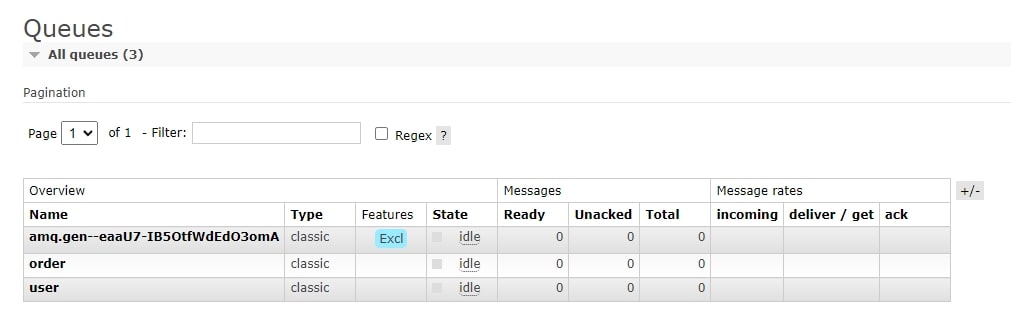 Queues
All queues (3)
Pagination
Page 1 of 1 - Filter: Regex ?
Overview Messages Message rates +/-
Name Type Features State Ready Unacked Total incoming deliver / get ack
amq.gen--eaaU7-IB5OtfWdEdO3omA classic Excl idle 0 0 0
order classic idle 0 0 0
user classic idle 0 0 0